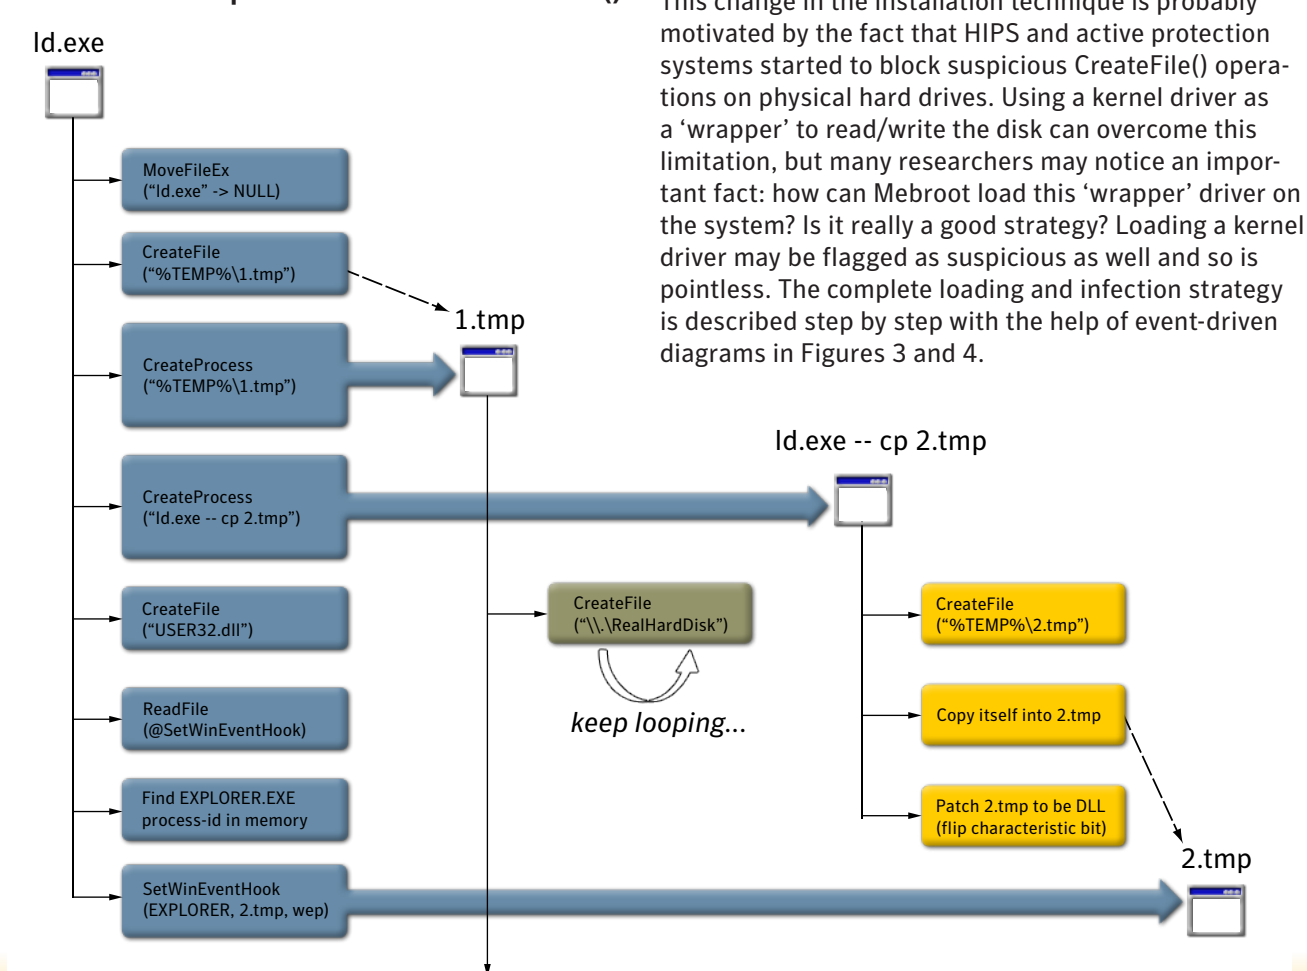 ()
This change in the installation technique is probably
motivated by the fact that HIPS and active protection
systems started to block suspicious CreateFile() opera-
tions on physical hard drives. Using a kernel driver as
a ‘wrapper’ to read/write the disk can overcome this
limitation, but many researchers may notice an impor-
tant fact: how can Mebroot load this ‘wrapper’ driver on
the system? Is it really a good strategy? Loading a kernel
driver may be flagged as suspicious as well and so is
pointless. The complete loading and infection strategy
is described step by step with the help of event-driven
diagrams in Figures 3 and 4.
ld.exe
MoveFileEx
(“ld.exe” -> NULL)
CreateFile
(“%TEMP%\1.tmp”)
1.tmp
CreateProcess
(“%TEMP%\1.tmp”)
CreateProcess
(“ld.exe -- cp 2.tmp”)
CreateFile
(“USER32.dll”)
ReadFile
(@SetWinEventHook)
Find EXPLORER.EXE
process-id in memory
SetWinEventHook
(EXPLORER, 2.tmp, wep)
CreateFile
(“\\.\RealHardDisk”)
keep looping...
ld.exe -- cp 2.tmp
CreateFile
(“%TEMP%\2.tmp”)
Copy itself into 2.tmp
Patch 2.tmp to be DLL
(flip characteristic bit)
2.tmp